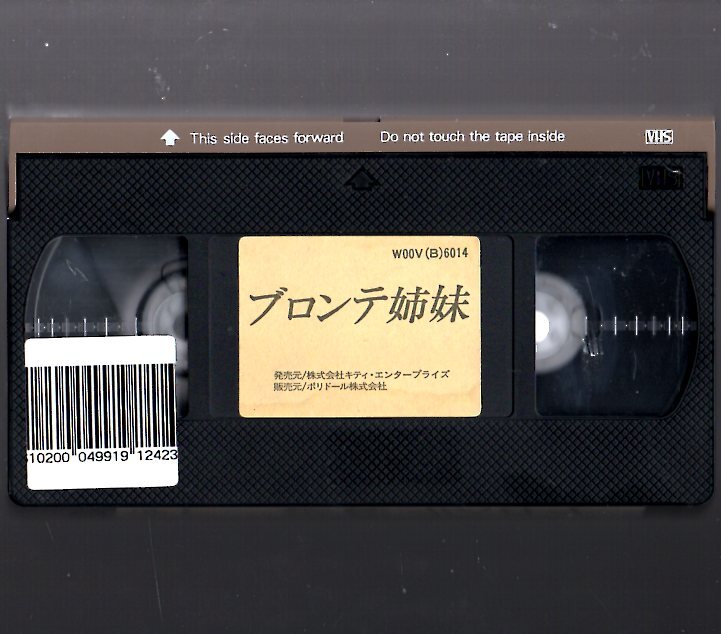 This side faces forward Do not touch the tape inside VHS
VHS
W00V(B)6014
ブロンテ姉妹
発売元/株式会社キティ・エンタープライズ
販売元/ポリドール株式会社
10200 049919 12423